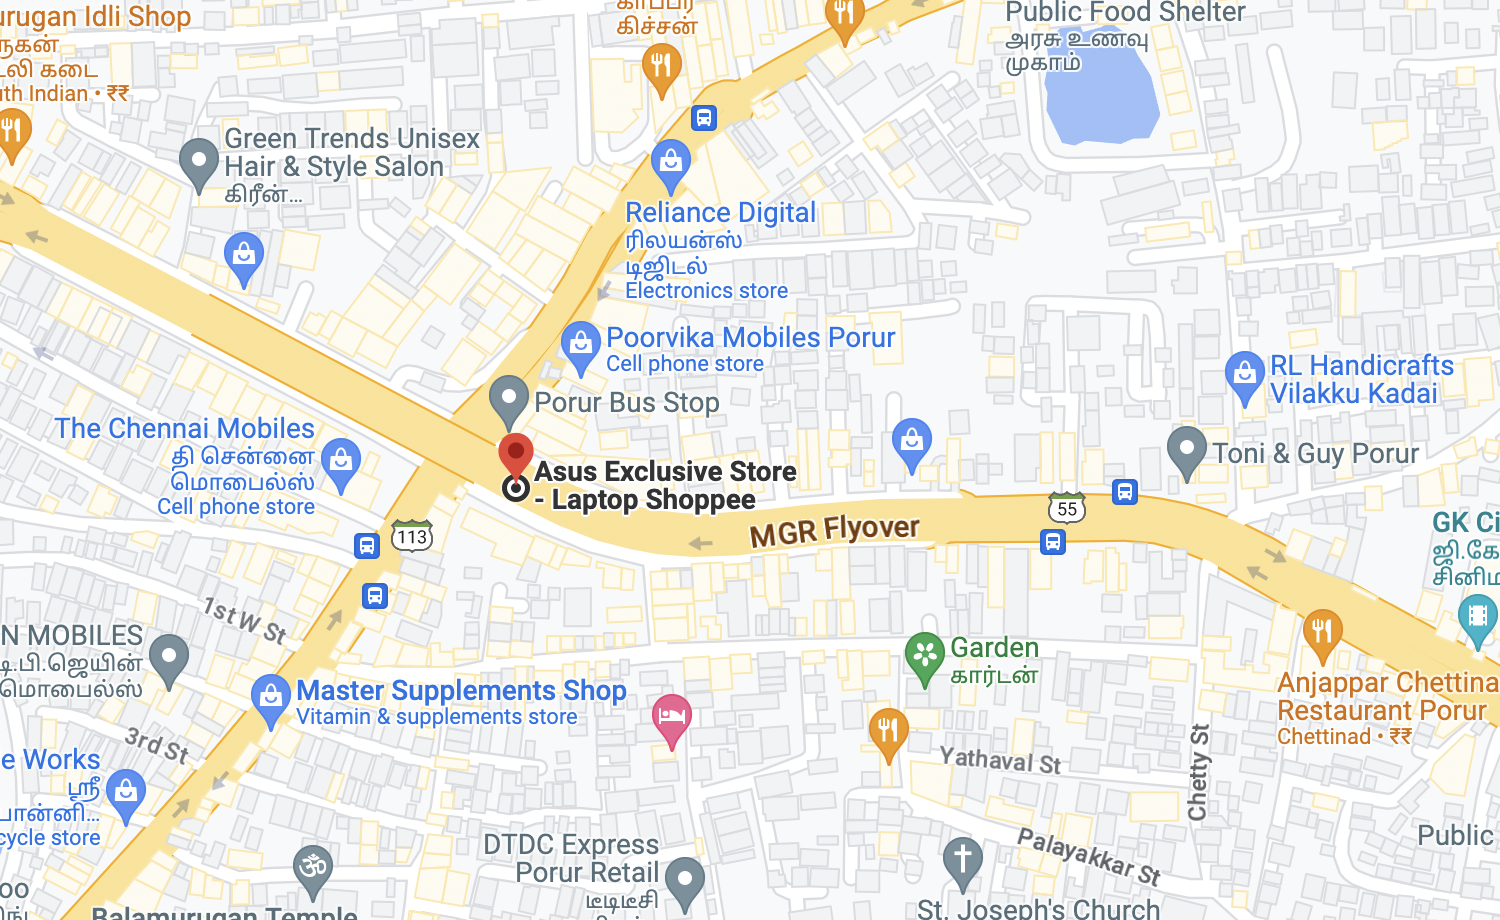 urugan Idli Shop
ருகன்
டலி கடை
uth Indian • ₹₹
கிச்சன்
Public Food Shelter
அரசு உணவு
முகாம்
Green Trends Unisex
Hair & Style Salon
கிரீன்...
Reliance Digital
ரிலயன்ஸ்
டிஜிடல்
Electronics store
Poorvika Mobiles Porur
Cell phone store
Porur Bus Stop
RL Handicrafts
Vilakku Kadai
The Chennai Mobiles
தி சென்னை
மொபைல்ஸ்
Cell phone store
Asus Exclusive Store
- Laptop Shoppee
Toni & Guy Porur
55
113
MGR Flyover
GK Ci
ஜி.கே
சினிம
1st W St
N MOBILES
டி.பி.ஜெயின்
மொபைல்ஸ்
Garden
கார்டன்
Master Supplements Shop
Vitamin & supplements store
Anjappar Chettina
Restaurant Porur
Chettinad • ₹₹
3rd St
e Works
ஸ்ரீ
பான்னி...
cycle store
Yathaval St
Chetty St
Palayakkar St
Public
DTDC Express
Porur Retail
டீடிடீசி
St. Joseph's Church
Balamurugan Temple
oo